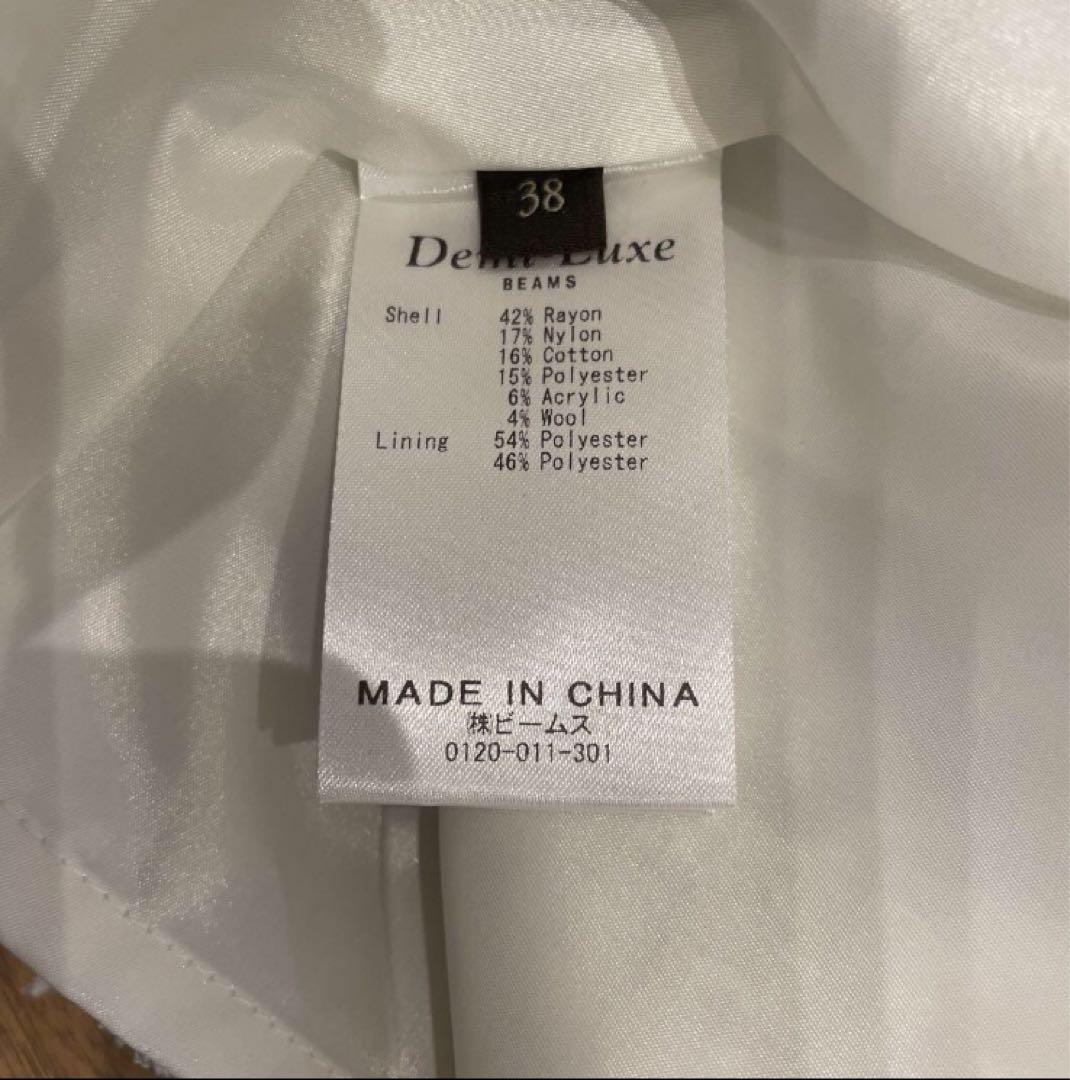 38
Demi-Luxe
BEAMS
Shell 42% Rayon
17% Nylon
16% Cotton
15% Polyester
6% Acrylic
4% Wool
Lining 54% Polyester
46% Polyester
MADE IN CHINA
㈱ビームス
0120-011-301